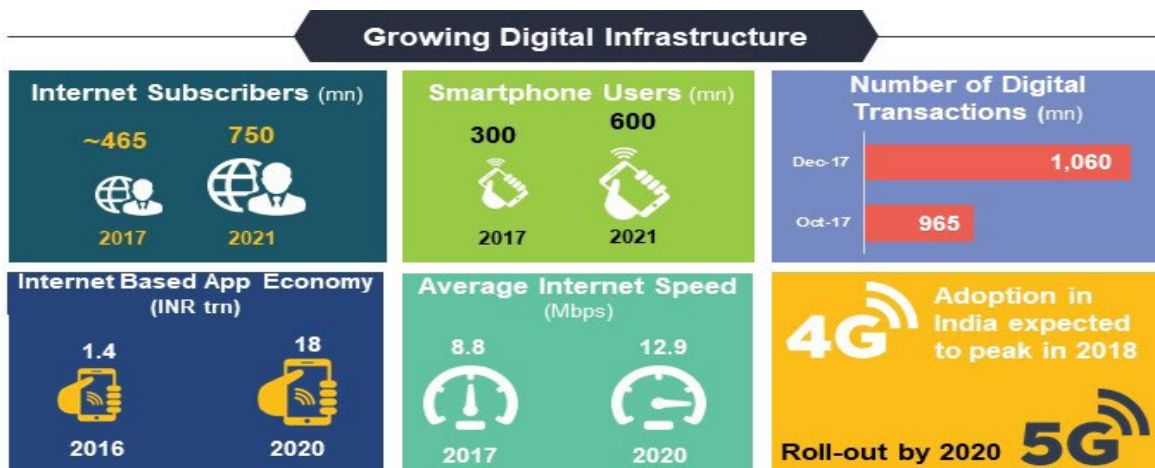 Growing Digital Infrastructure
Internet Subscribers (mn)
~465
750
2017
2021
Smartphone Users (mn)
300
600
2017
2021
Number of Digital
Transactions (mn)
Dec-17
1,060
Oct-17
965
Internet Based App Economy
(INR trn)
1.4
18
2016
2020
Average Internet Speed
(Mbps)
8.8
12.9
2017
2020
4G
Adoption in
India expected
to peak in 2018
Roll-out by 2020
5G